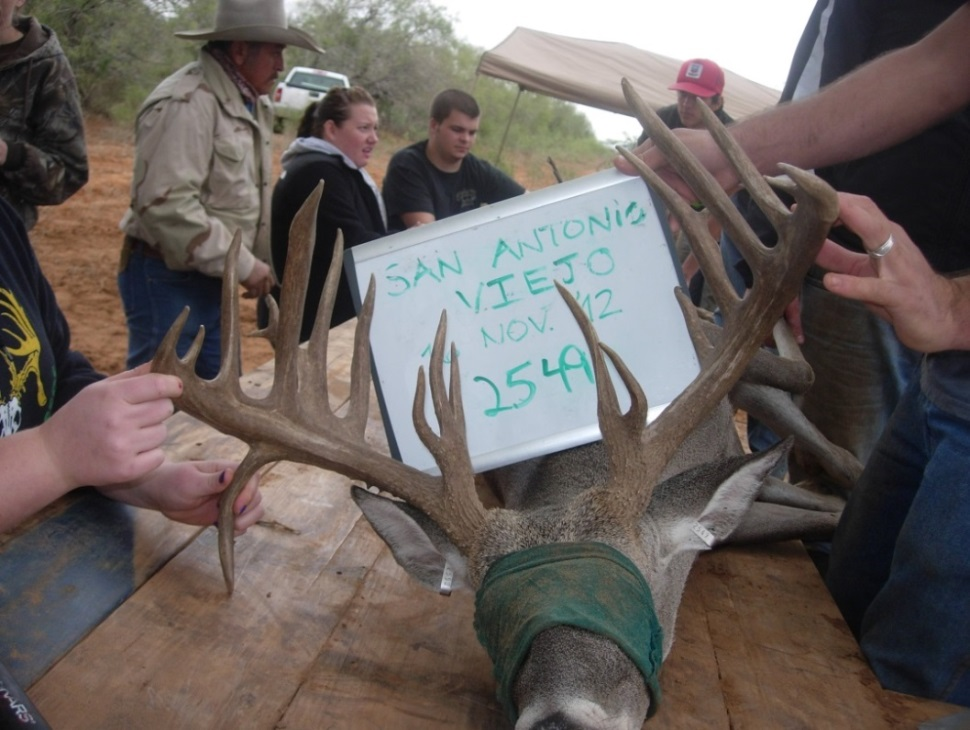 SAN ANTONIO
VIEJO
NOV. '12
2549